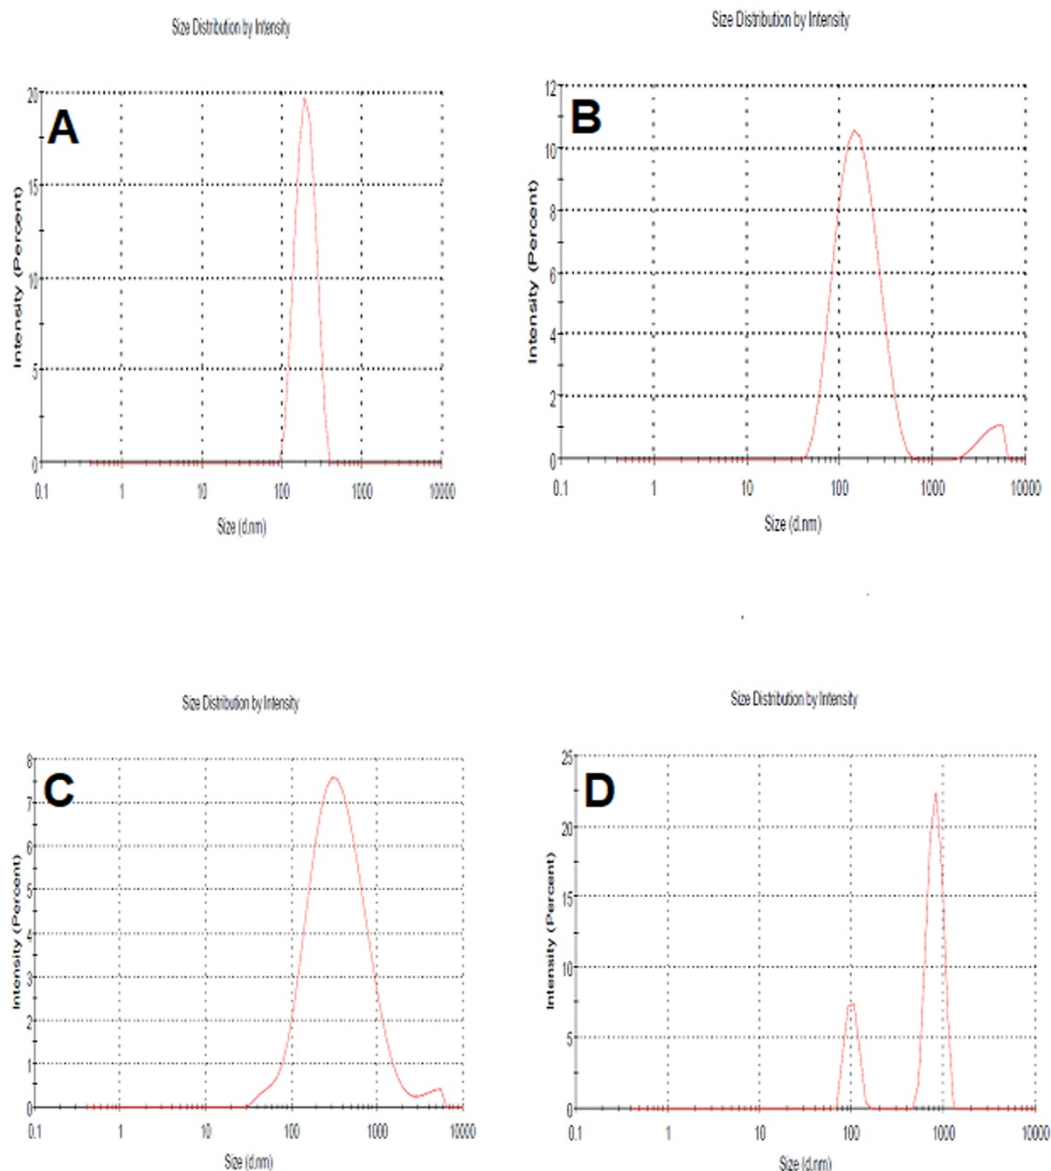 Size Distribution by Intensity
A
Intensity (Percent)
20
15
10
5
0
0.1 1 10 100 1000 10000
Size (d.nm)
Size Distribution by Intensity
B
Intensity (Percent)
12
10
8
6
4
2
0
0.1 1 10 100 1000 10000
Size (d.nm)
Size Distribution by Intensity
C
Intensity (Percent)
8
7
6
5
4
3
2
1
0
0.1 1 10 100 1000 10000
Size (d.nm)
Size Distribution by Intensity
D
Intensity (Percent)
25
20
15
10
5
0
0.1 1 10 100 1000 10000
Size (d.nm)